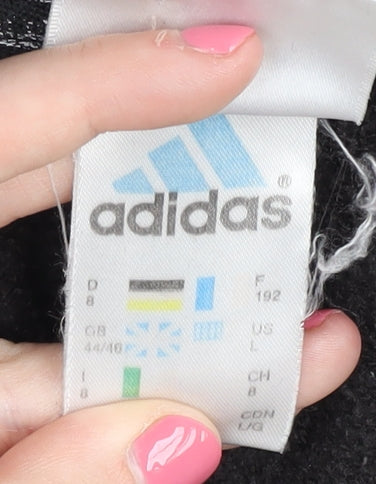 adidas®
D F
8 192
GB US
44/46 L
I CH
8 8
CDN
L/G